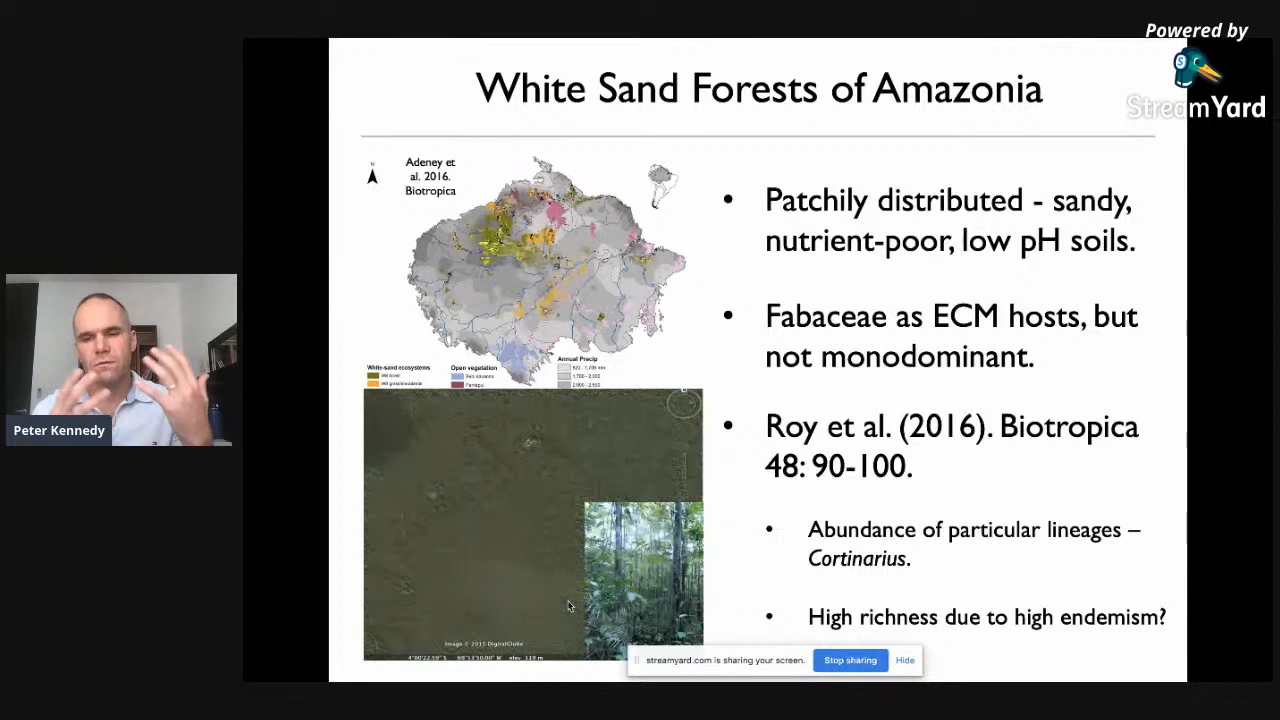 Powered by
StreamYard
White Sand Forests of Amazonia
N
Adeney et
al. 2016.
Biotropica
• Patchily distributed - sandy,
nutrient-poor, low pH soils.
• Fabaceae as ECM hosts, but
not monodominant.
• Roy et al. (2016). Biotropica
48: 90-100.
• Abundance of particular lineages –
Cortinarius.
• High richness due to high endemism?
White-sand ecosystems
Open vegetation
Annual Precip
Image © 2015 DigitalGlobe
Peter Kennedy
streamyard.com is sharing your screen.
Stop sharing
Hide